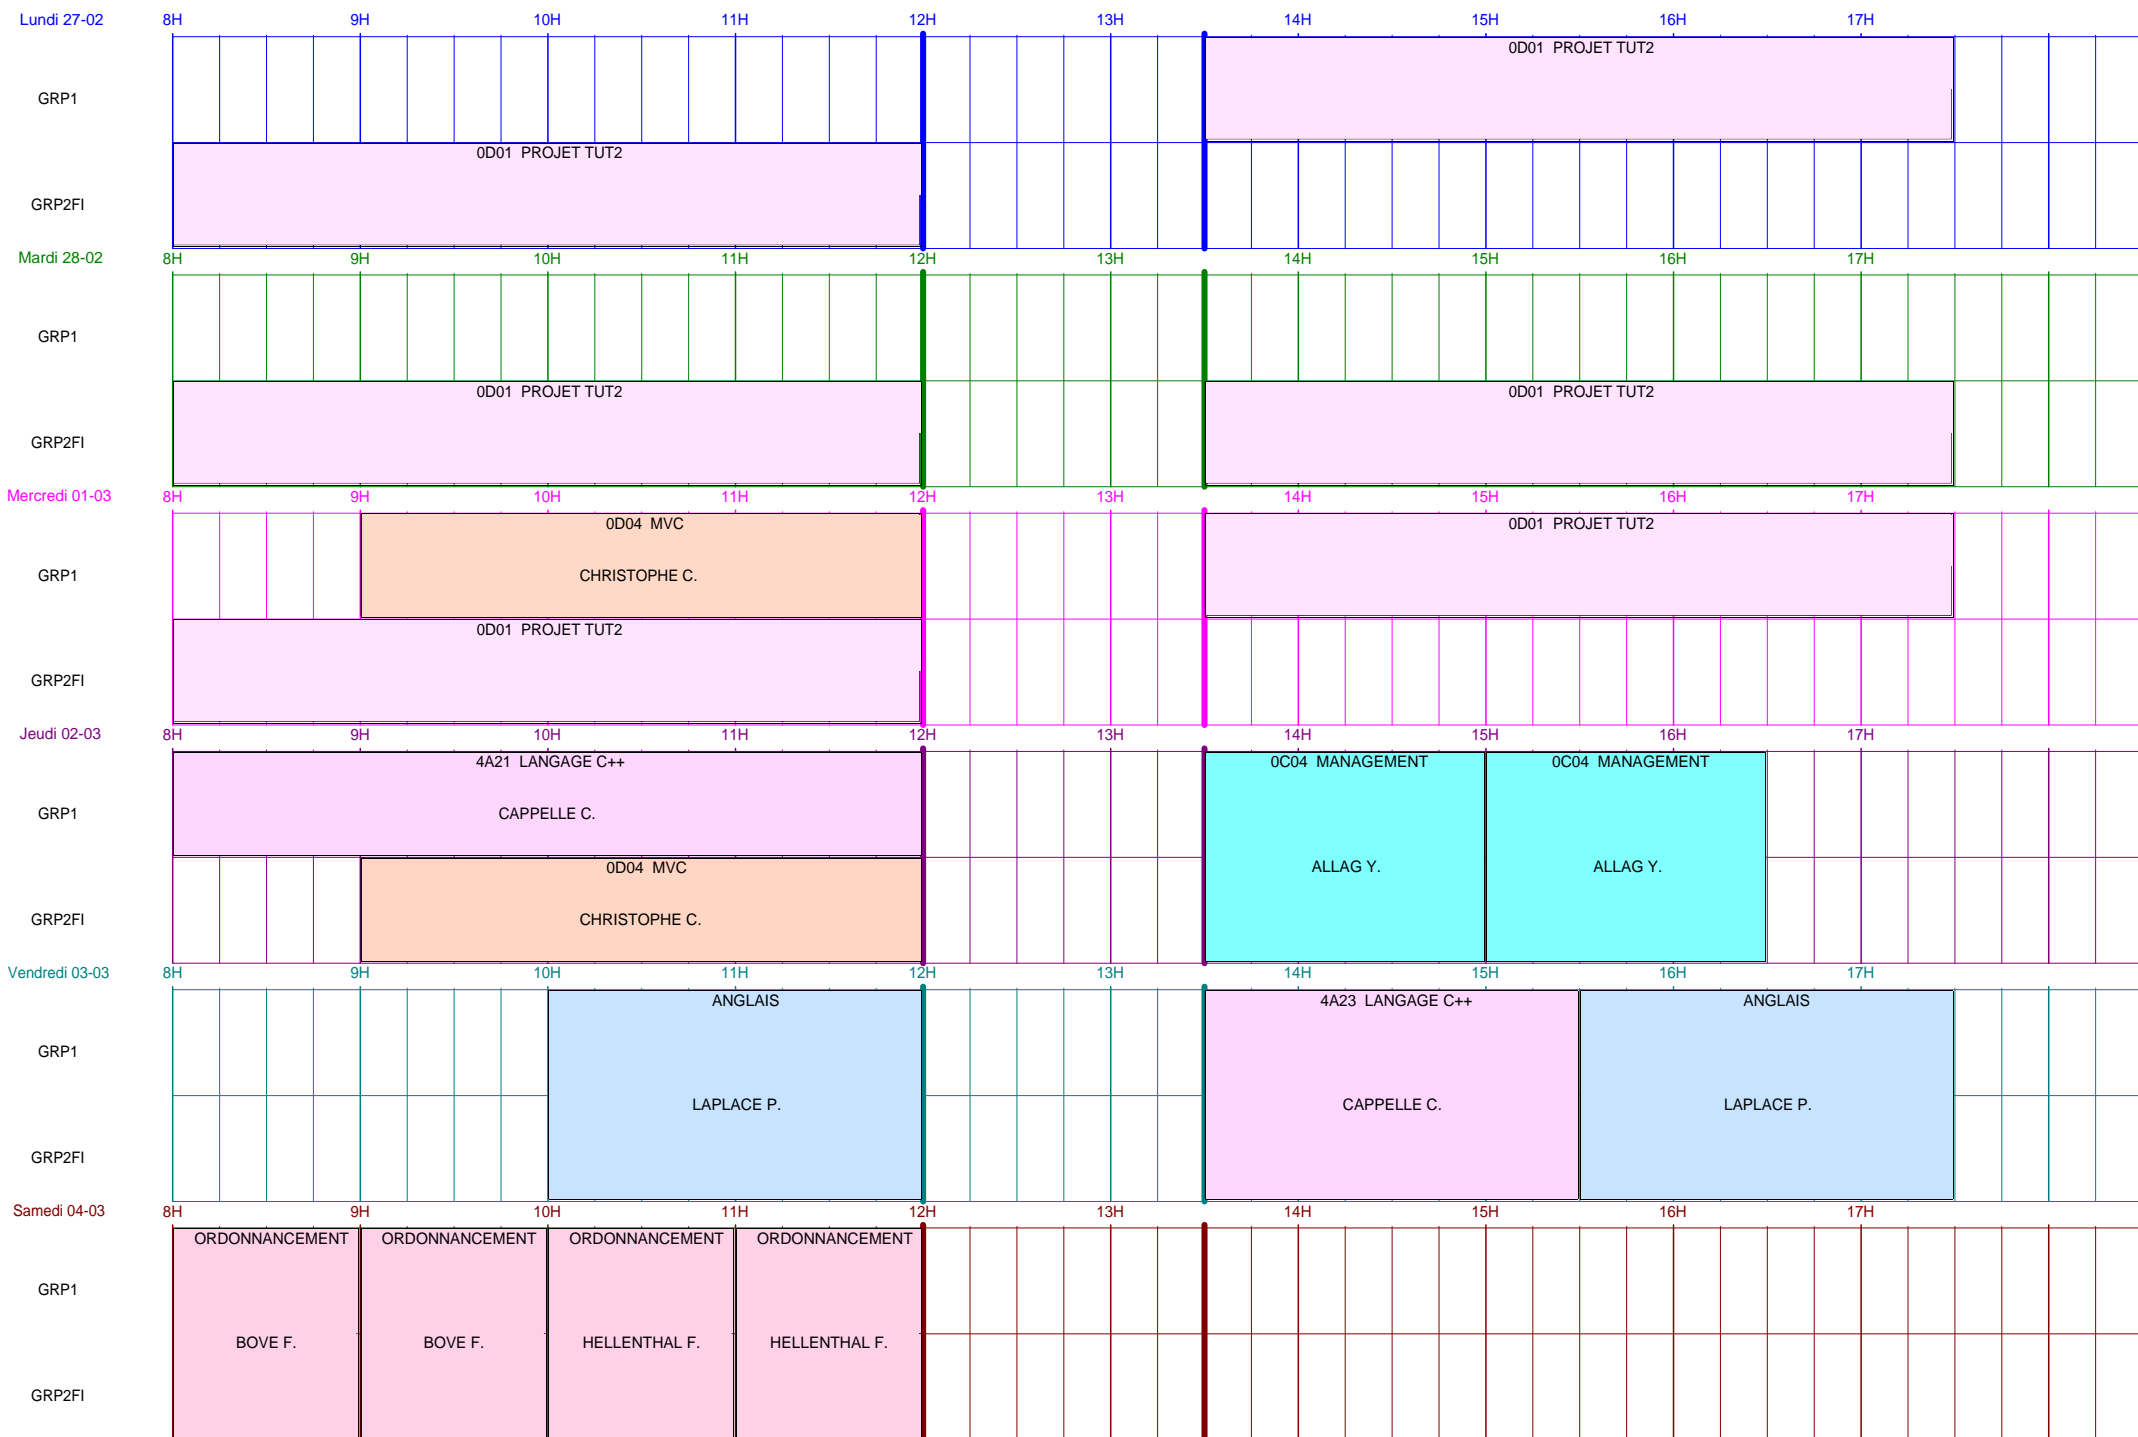 Lundi 27-02 8H 9H 10H 11H 12H 13H 14H 15H 16H 17H
0D01 PROJET TUT2
GRP1
0D01 PROJET TUT2
GRP2FI
Mardi 28-02 8H 9H 10H 11H 12H 13H 14H 15H 16H 17H
GRP1
0D01 PROJET TUT2 0D01 PROJET TUT2
GRP2FI
Mercredi 01-03 8H 9H 10H 11H 12H 13H 14H 15H 16H 17H
0D04 MVC 0D01 PROJET TUT2
GRP1 CHRISTOPHE C.
0D01 PROJET TUT2
GRP2FI
Jeudi 02-03 8H 9H 10H 11H 12H 13H 14H 15H 16H 17H
4A21 LANGAGE C++ 0C04 MANAGEMENT 0C04 MANAGEMENT
GRP1 CAPPELLE C.
0D04 MVC ALLAG Y. ALLAG Y.
GRP2FI CHRISTOPHE C.
Vendredi 03-03 8H 9H 10H 11H 12H 13H 14H 15H 16H 17H
ANGLAIS 4A23 LANGAGE C++ ANGLAIS
GRP1
LAPLACE P. CAPPELLE C. LAPLACE P.
GRP2FI
Samedi 04-03 8H 9H 10H 11H 12H 13H 14H 15H 16H 17H
ORDONNANCEMENT ORDONNANCEMENT ORDONNANCEMENT ORDONNANCEMENT
GRP1
BOVE F. BOVE F. HELLENTHAL F. HELLENTHAL F.
GRP2FI